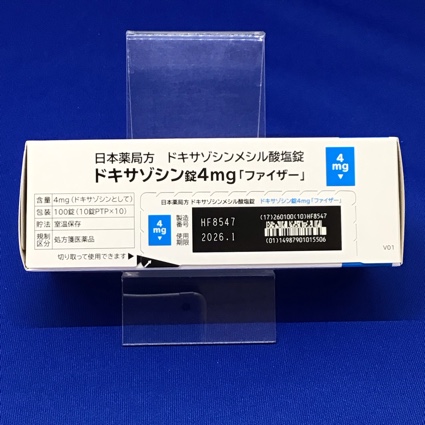 日本薬局方 ドキサゾシンメシル酸塩錠
ドキサゾシン錠4mg「ファイザー」
4
mg
含量 4mg(ドキサゾシンとして)
包装 100錠(10錠PTP×10)
貯法 室温保存
規制区分 処方箋医薬品
切り取って使用できます
日本薬局方 ドキサゾシンメシル酸塩錠 ドキサゾシン錠4mg「ファイザー」
4
mg
製造番号 HF8547
使用期限 2026.1
(17)260100(10)HF8547
(01)14987901015506
V01